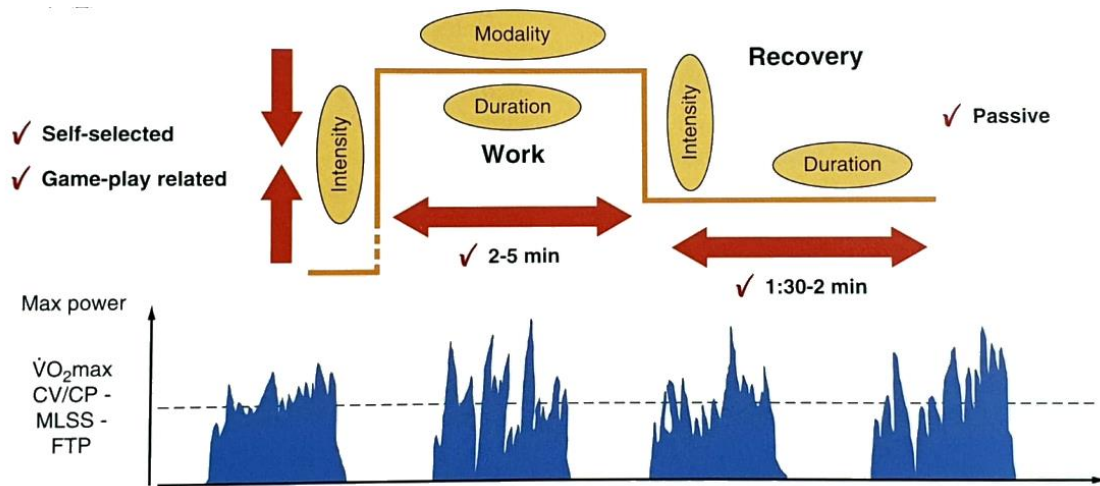 Modality
Recovery
Intensity
Duration
Intensity
✓ Passive
✓ Self-selected
Work
Duration
✓ Game-play related
✓ 2-5 min
✓ 1:30-2 min
Max power
V̇O₂max
CV/CP -
MLSS -
FTP